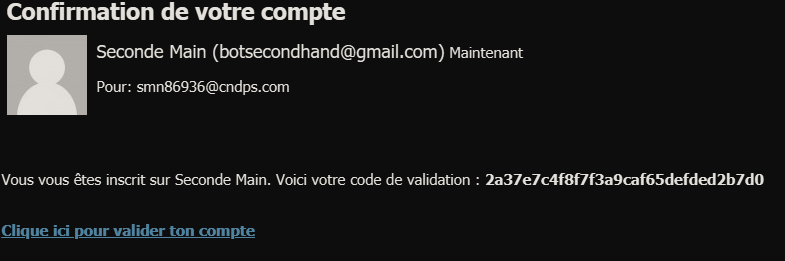 Confirmation de votre compte
Seconde Main (botsecondhand@gmail.com) Maintenant
Pour: smn86936@cndps.com
Vous vous êtes inscrit sur Seconde Main. Voici votre code de validation : 2a37e7c4f8f7f3a9caf65defded2b7d0
Clique ici pour valider ton compte